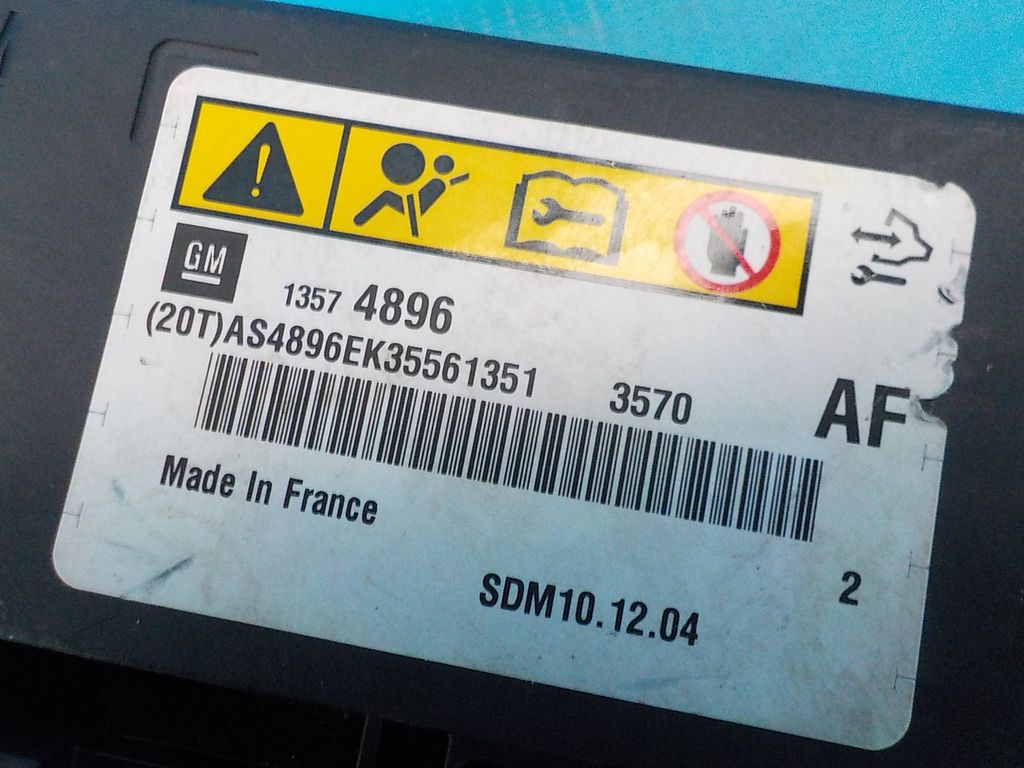 GM
1357 4896
(20T)AS4896EK35561351 3570
AF
Made In France
2
SDM10.12.04